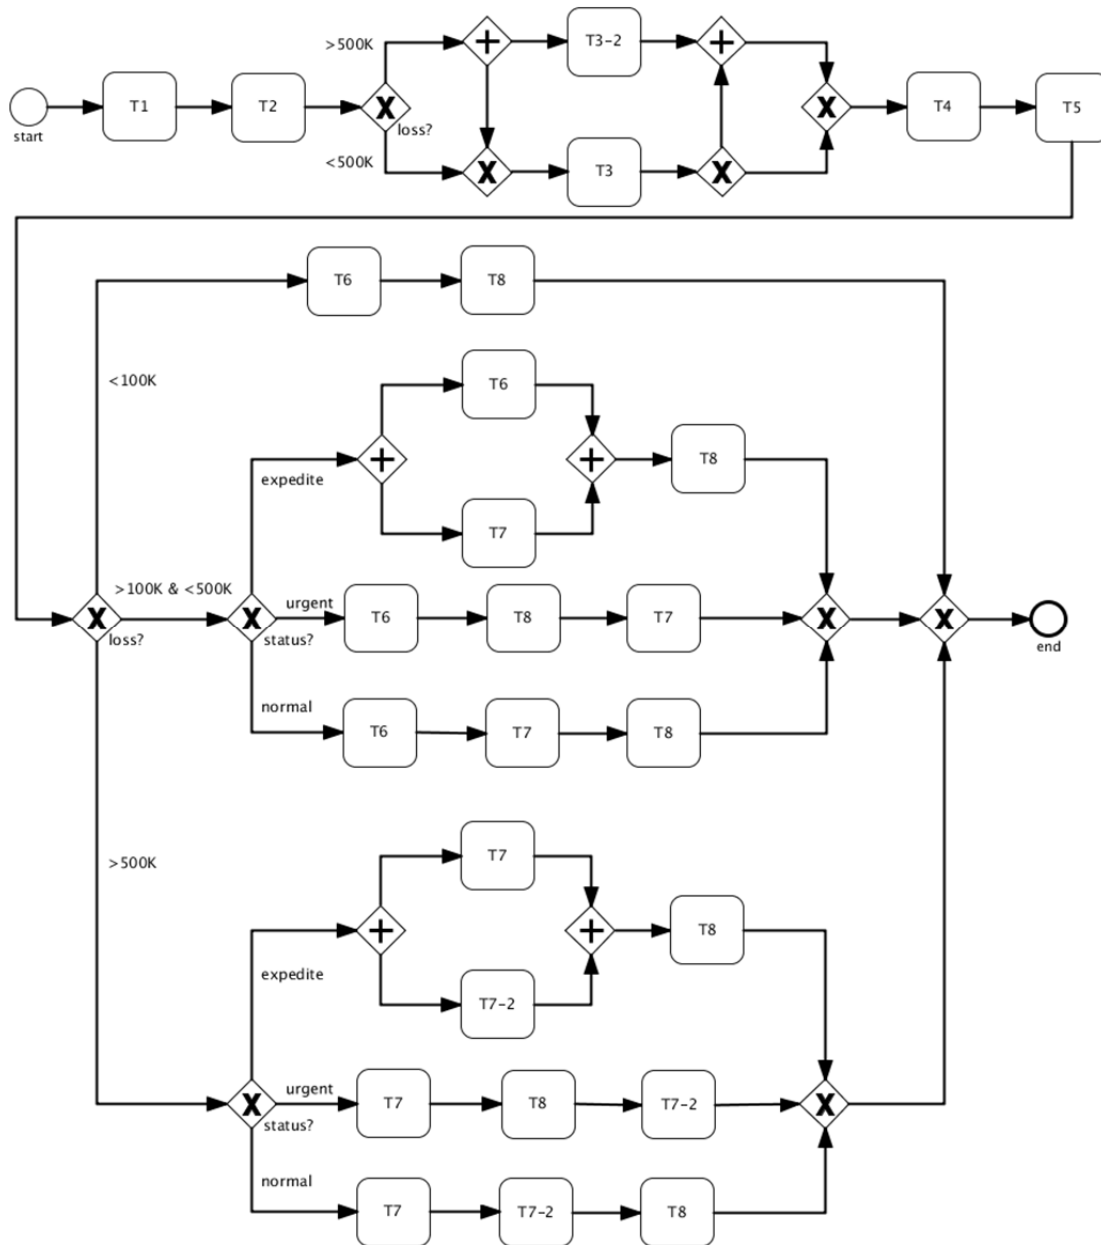 >500K
T3-2
T1
T2
loss?
T4
T5
start
<500K
T3
T6
T8
<100K
T6
T8
expedite
T7
>100K & <500K
urgent
T6
T8
T7
loss?
status?
end
normal
T6
T7
T8
T7
>500K
T8
expedite
T7-2
urgent
T7
T8
T7-2
status?
normal
T7
T7-2
T8